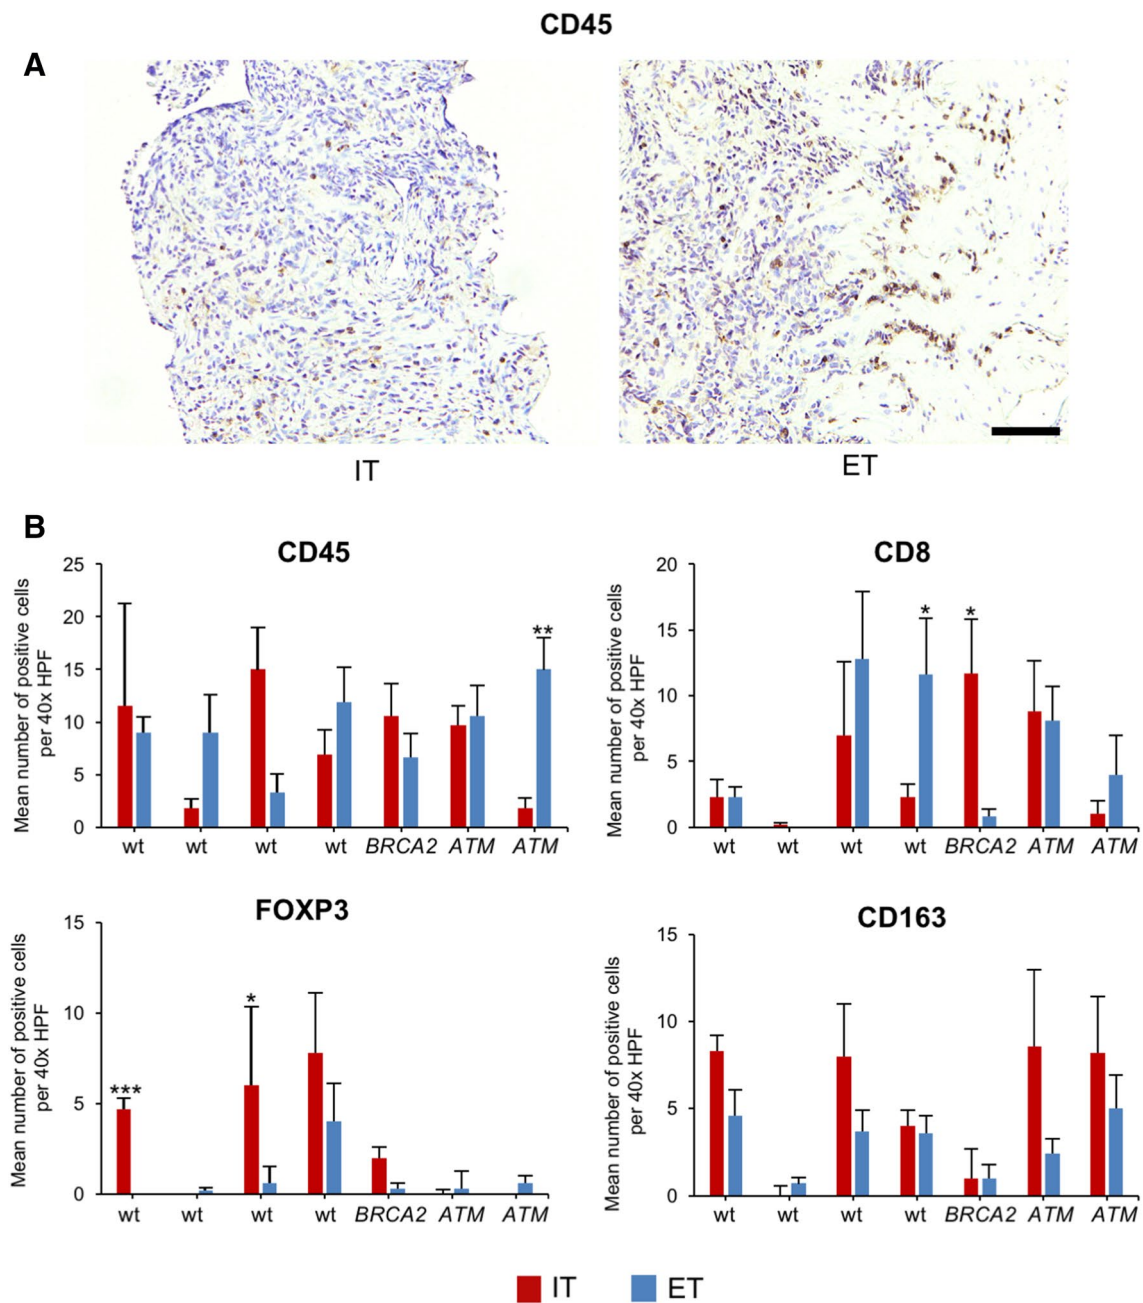 CD45
A
IT
ET
B
CD45
Mean number of positive cells
per 40x HPF
25
20
15
10
5
0
**
wt
wt
wt
wt
BRCA2
ATM
ATM
CD8
Mean number of positive cells
per 40x HPF
20
15
10
5
0
*
*
wt
wt
wt
wt
BRCA2
ATM
ATM
FOXP3
Mean number of positive cells
per 40x HPF
15
10
5
0
***
*
wt
wt
wt
wt
BRCA2
ATM
ATM
CD163
Mean number of positive cells
per 40x HPF
15
10
5
0
wt
wt
wt
wt
BRCA2
ATM
ATM
IT
ET